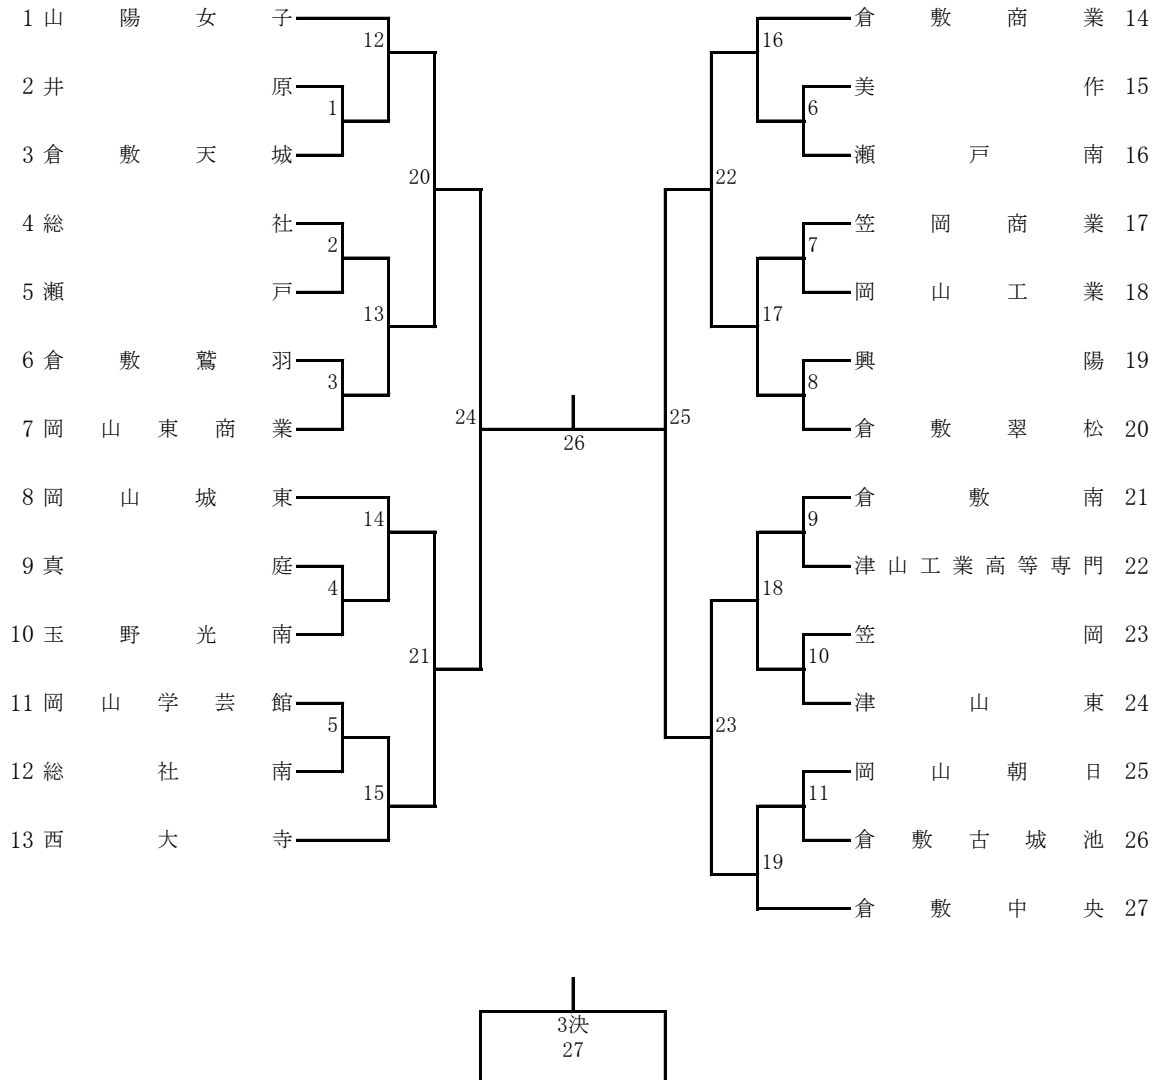 1 山陽女子
12
2 井原
1
3 倉敷天城
20
4 総社
2
5 瀬戸
13
6 倉敷鷲羽
3
7 岡山東商業
24
8 岡山城東
14
9 真庭
4
10 玉野光南
21
11 岡山学芸館
5
12 総社南
15
13 西大寺
26
倉敷商業 14
16
美作 15
6
瀬戸南 16
22
笠岡商業 17
7
岡山工業 18
17
興陽 19
8
倉敷翠松 20
25
倉敷南 21
9
津山工業高等専門 22
18
笠岡 23
10
津山東 24
23
岡山朝日 25
11
倉敷古城池 26
19
倉敷中央 27
3決
27